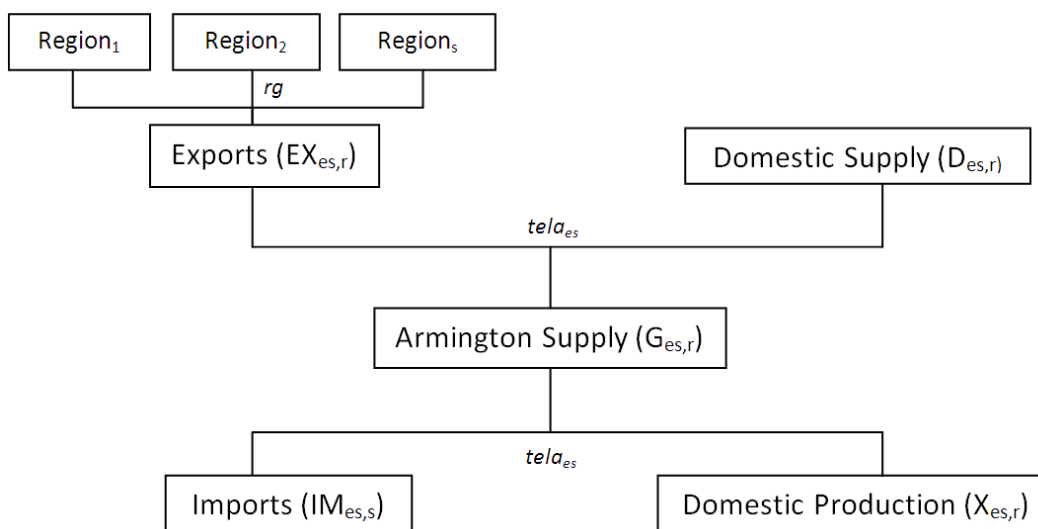 Region1
Region2
Regions
rg
Exports (EXes,r)
Domestic Supply (Des,r)
telaes
Armington Supply (Ges,r)
telaes
Imports (IMes,s)
Domestic Production (Xes,r)